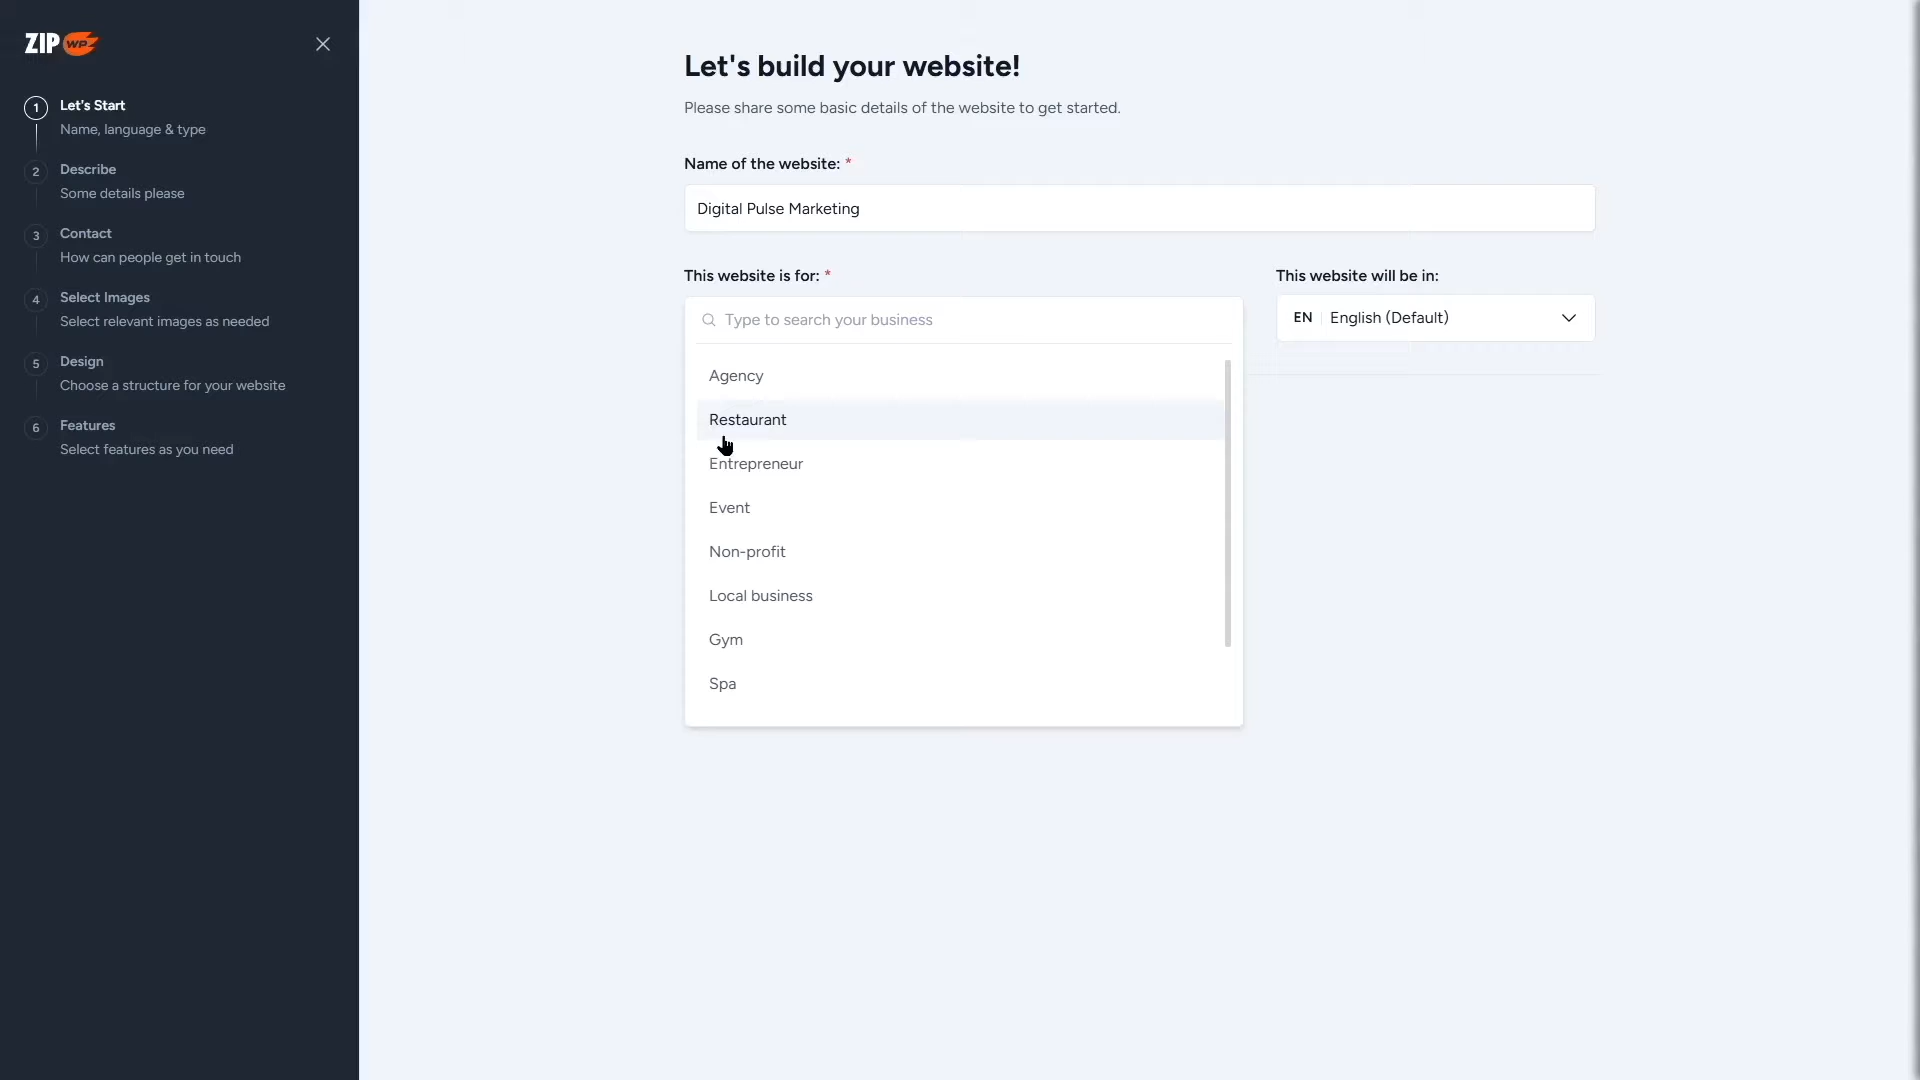 ZIP WP
1 Let's Start
Name, language & type
2 Describe
Some details please
3 Contact
How can people get in touch
4 Select Images
Select relevant images as needed
5 Design
Choose a structure for your website
6 Features
Select features as you need
Let's build your website!
Please share some basic details of the website to get started.
Name of the website: *
Digital Pulse Marketing
This website is for: *
Type to search your business
Agency
Restaurant
Entrepreneur
Event
Non-profit
Local business
Gym
Spa
This website will be in:
EN English (Default)